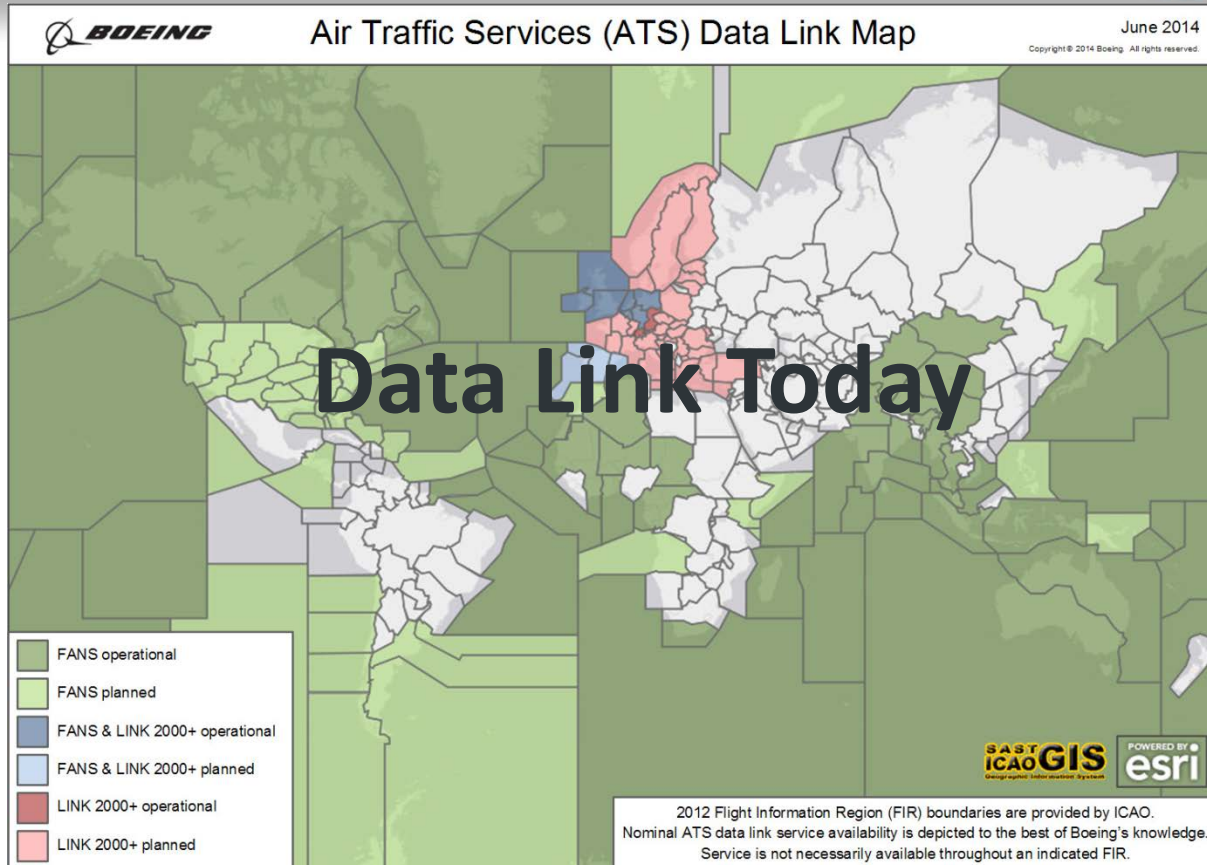 BOEING
Air Traffic Services (ATS) Data Link Map
June 2014
Copyright © 2014 Boeing. All rights reserved.
Data Link Today
FANS operational
FANS planned
FANS & LINK 2000+ operational
FANS & LINK 2000+ planned
LINK 2000+ operational
LINK 2000+ planned
SAST
ICAO GIS
Geographic Information System
POWERED BY
esri
2012 Flight Information Region (FIR) boundaries are provided by ICAO.
Nominal ATS data link service availability is depicted to the best of Boeing's knowledge.
Service is not necessarily available throughout an indicated FIR.